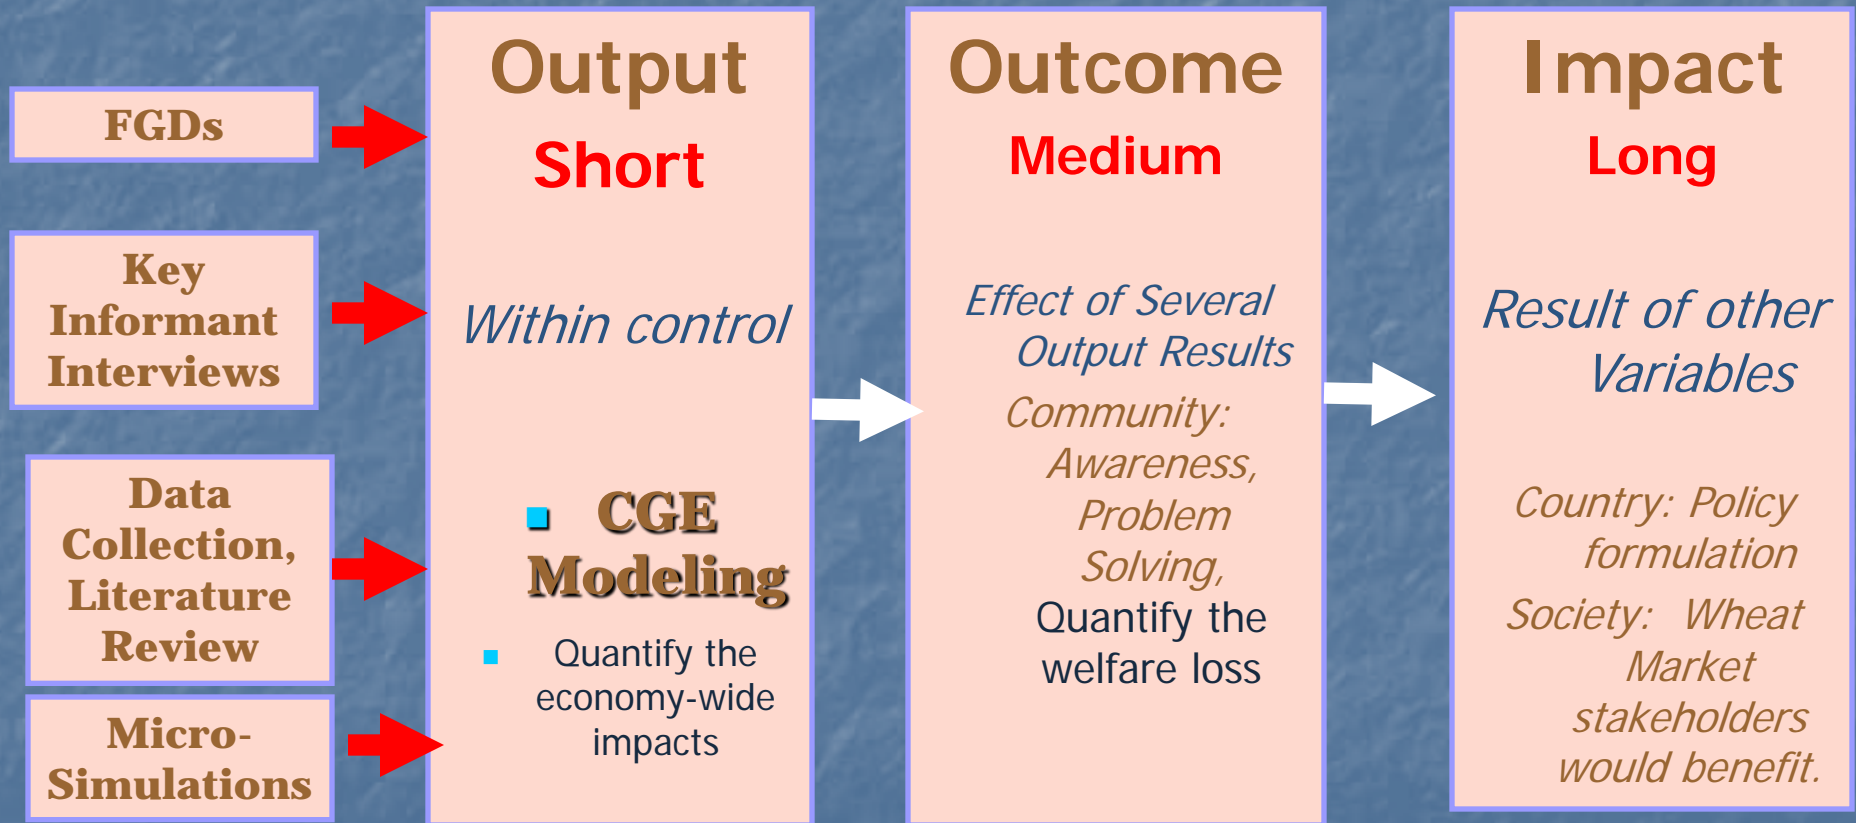 FGDs
Key
Informant
Interviews
Data
Collection,
Literature
Review
Micro-
Simulations
Output
Short
Within control
CGE
Modeling
Quantify the
economy-wide
impacts
Outcome
Medium
Effect of Several
Output Results
Community:
Awareness,
Problem
Solving,
Quantify the
welfare loss
Impact
Long
Result of other
Variables
Country: Policy
formulation
Society: Wheat
Market
stakeholders
would benefit.